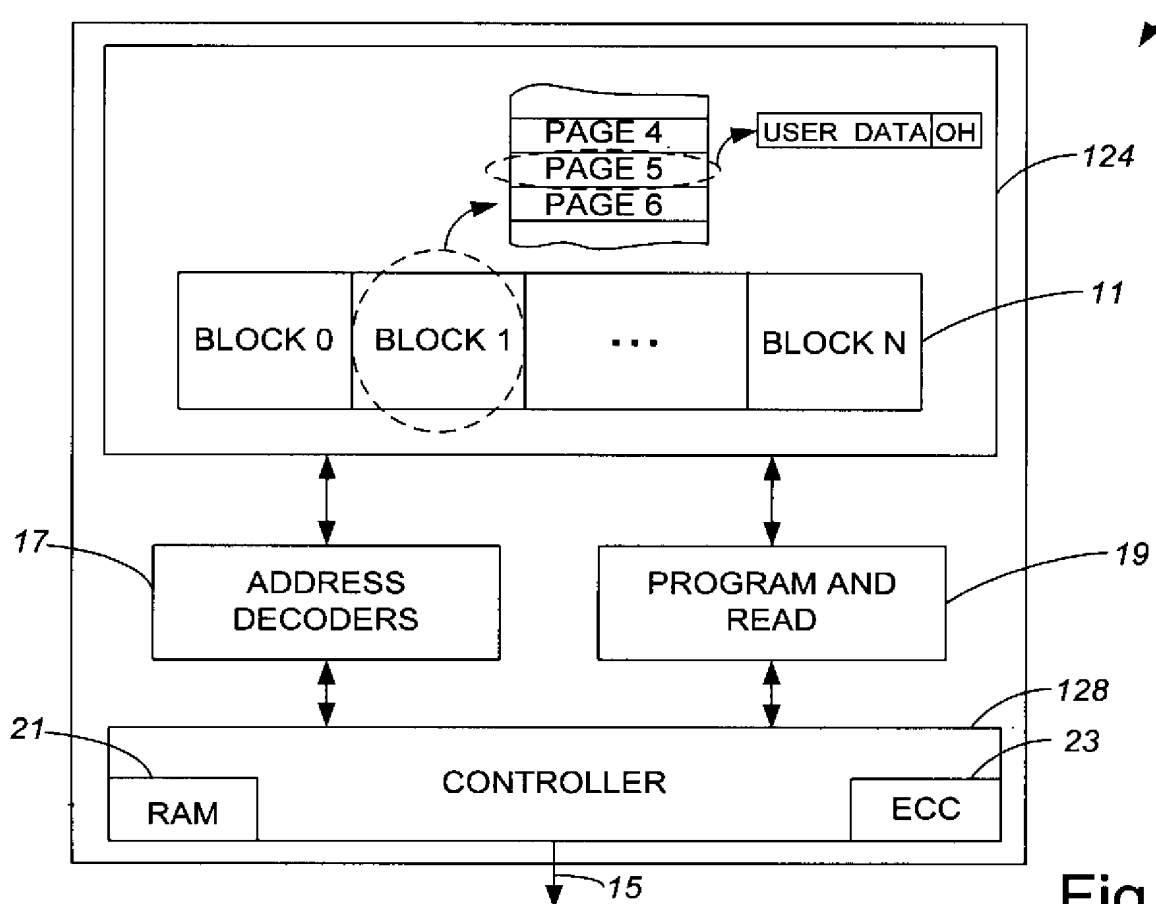 PAGE 4
USER DATA OH
PAGE 5
124
PAGE 6
11
BLOCK 0
BLOCK 1
...
BLOCK N
17
19
ADDRESS
DECODERS
PROGRAM AND
READ
128
21
23
CONTROLLER
RAM
ECC
15
Fig